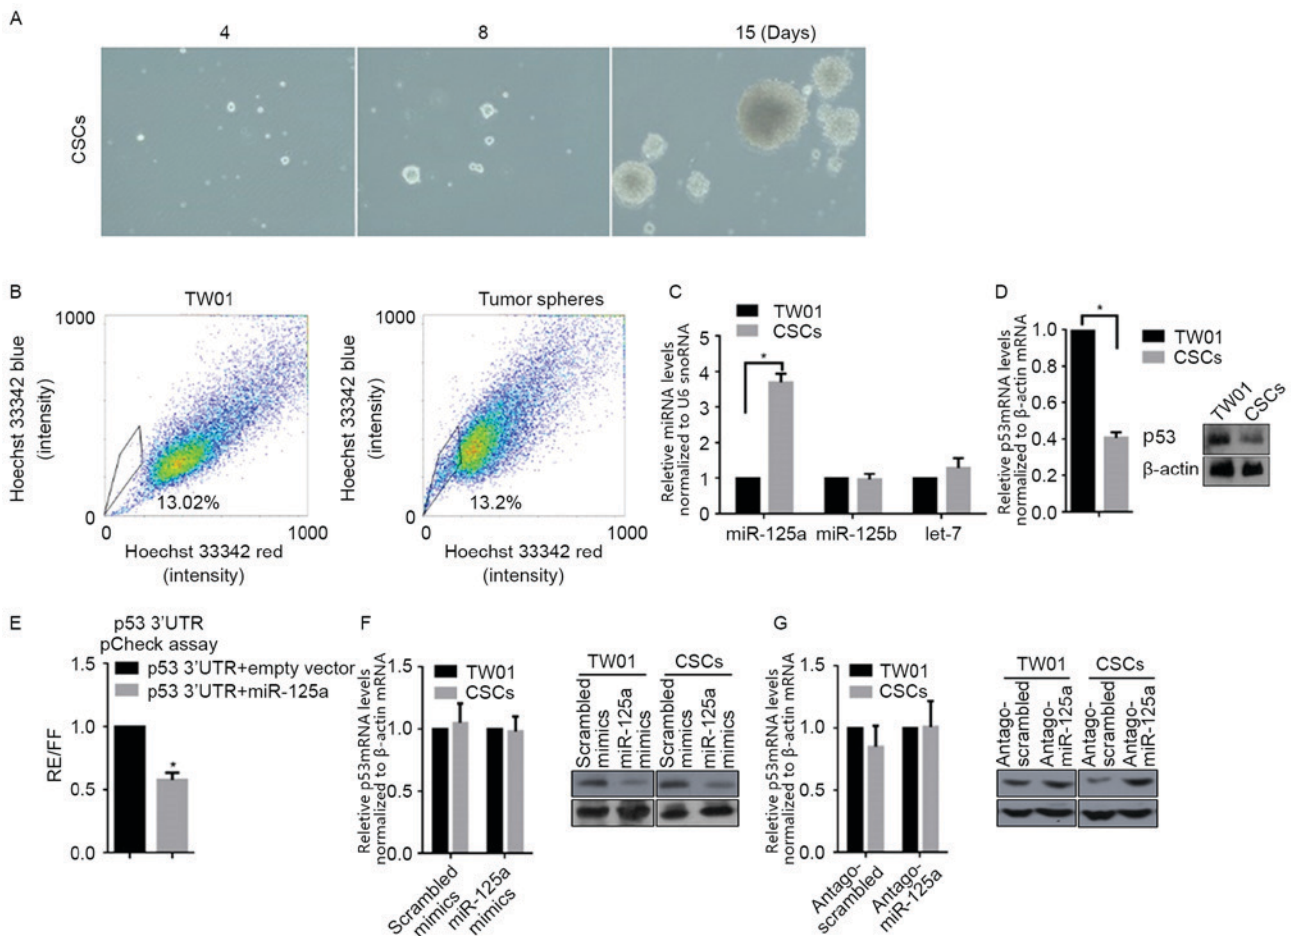 A
4
8
15 (Days)
CSCs
B
TW01
Tumor spheres
1000
Hoechst 33342 blue
(intensity)
0
13.02%
1000
Hoechst 33342 red
(intensity)
1000
Hoechst 33342 blue
(intensity)
0
13.2%
1000
Hoechst 33342 red
(intensity)
C
TW01
CSCs
Reletive miRNA levels
normalized to U6 snoRNA
5
4
3
2
1
0
*
miR-125a
miR-125b
let-7
D
TW01
CSCs
Reletive p53mRNA levels
normalized to β-actin mRNA
1.0
0.8
0.6
0.4
0.2
0.0
*
TW01
CSCs
p53
β-actin
E
p53 3'UTR
pCheck assay
p53 3'UTR+empty vector
p53 3'UTR+miR-125a
RE/FF
1.5
1.0
0.5
0.0
*
F
TW01
CSCs
Reletive p53mRNA levels
normalized to β-actin mRNA
1.5
1.0
0.5
0.0
Scrambled
mimics
miR-125a
mimics
TW01
CSCs
Scrambled
mimics
miR-125a
mimics
Scrambled
mimics
miR-125a
mimics
G
TW01
CSCs
Reletive p53mRNA levels
normalized to β-actin mRNA
1.5
1.0
0.5
0.0
Antago-
scrambled
Antago-
miR-125a
TW01
CSCs
Antago-
scrambled
Antago-
miR-125a
Antago-
scrambled
Antago-
miR-125a